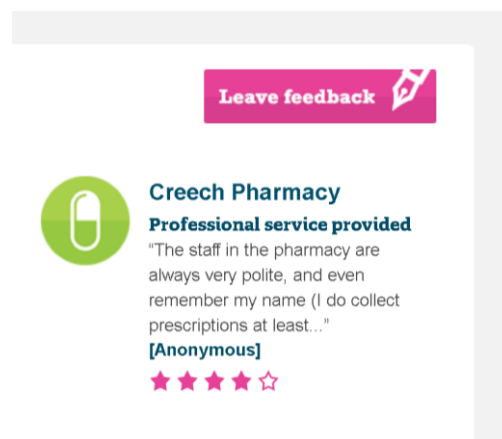 Leave feedback
Creech Pharmacy
Professional service provided
“The staff in the pharmacy are
always very polite, and even
remember my name (I do collect
prescriptions at least...”
[Anonymous]